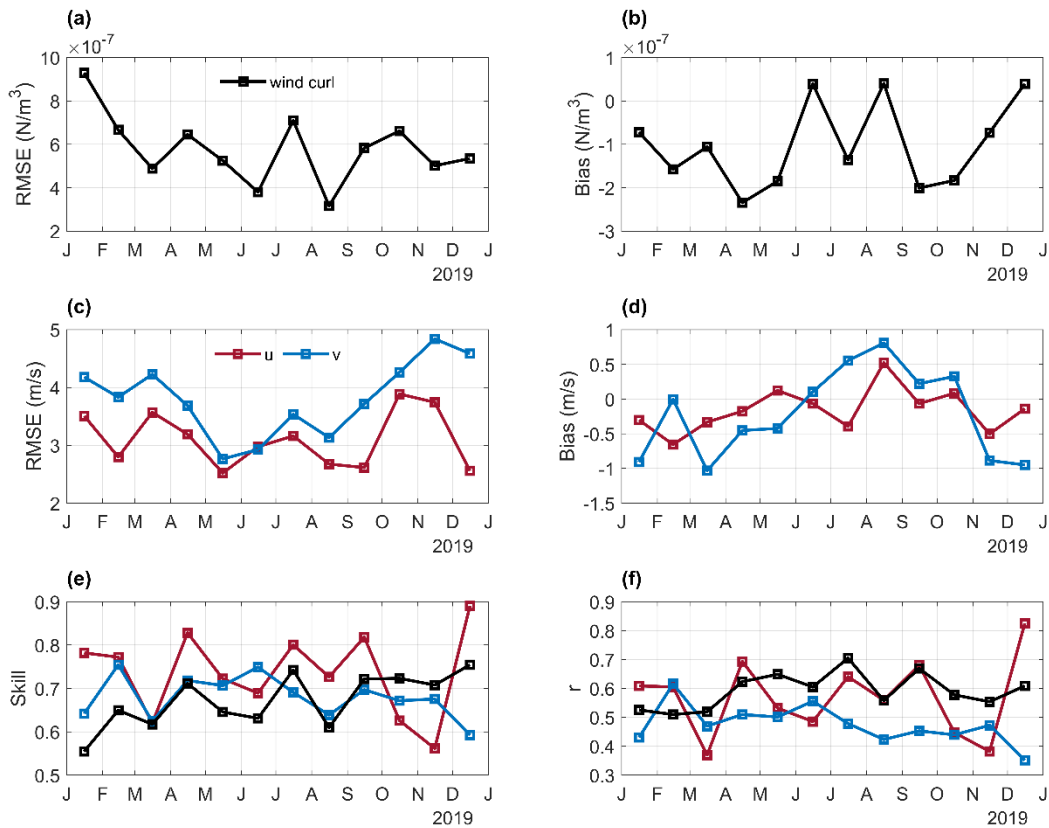 (a)
×10-7
RMSE (N/m3)
10
8
6
4
2
wind curl
J F M A M J J A S O N D J
2019
(b)
×10-7
Bias (N/m3)
1
0
-1
-2
-3
J F M A M J J A S O N D J
2019
(c)
RMSE (m/s)
5
4
3
2
u v
J F M A M J J A S O N D J
2019
(d)
Bias (m/s)
1
0.5
0
-0.5
-1
-1.5
J F M A M J J A S O N D J
2019
(e)
Skill
0.9
0.8
0.7
0.6
0.5
J F M A M J J A S O N D J
2019
(f)
r
0.9
0.8
0.7
0.6
0.5
0.4
0.3
J F M A M J J A S O N D J
2019